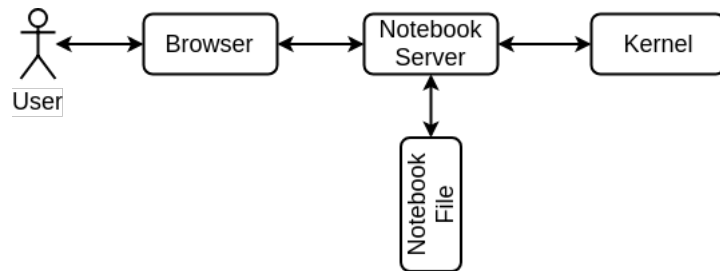 User
Browser
Notebook
Server
Kernel
Notebook
File